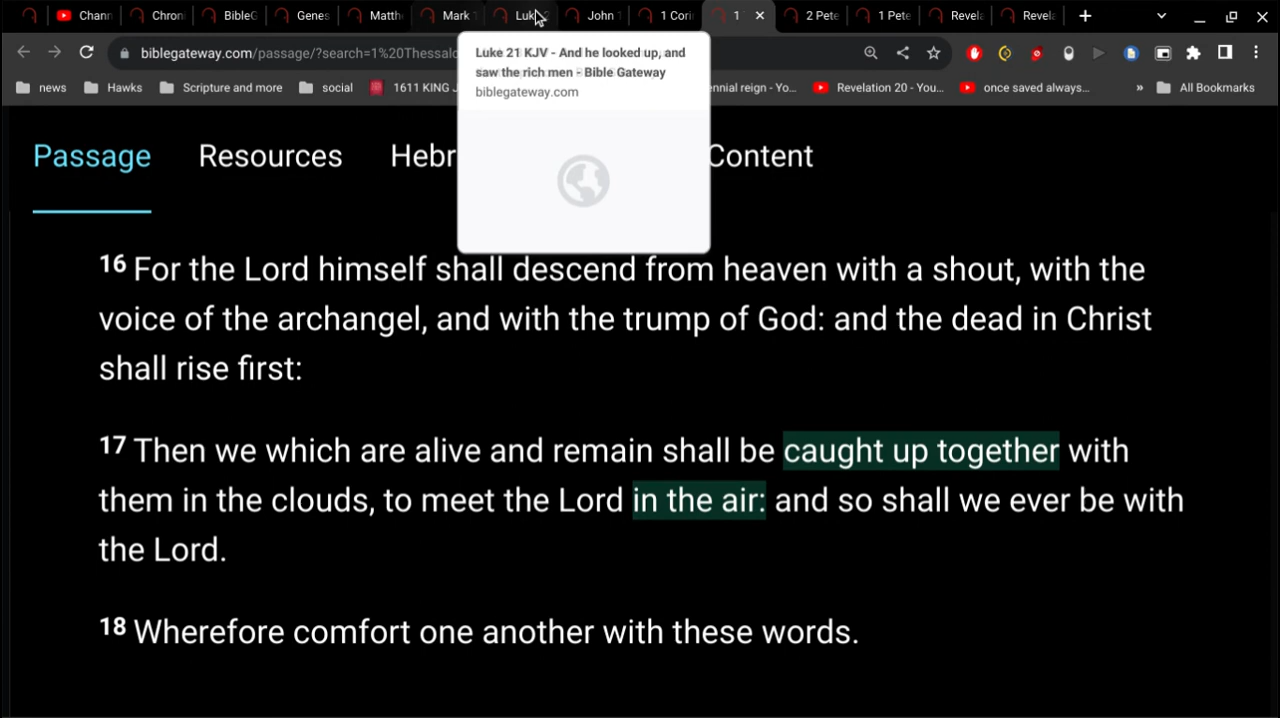 Chann
Chron
BibleG
Genes
Matth
Mark
Luk
John
1 Cori
1
2 Pete
1 Pete
Revela
Revela
biblegateway.com/passage/?search=1%20Thessalo
Luke 21 KJV - And he looked up, and
saw the rich men - Bible Gateway
biblegateway.com
news
Hawks
Scripture and more
social
1611 KING J
nnial reign - Yo...
Revelation 20 - You...
once saved always...
»
All Bookmarks
Passage Resources Hebr Content
16 For the Lord himself shall descend from heaven with a shout, with the
voice of the archangel, and with the trump of God: and the dead in Christ
shall rise first:
17 Then we which are alive and remain shall be caught up together with
them in the clouds, to meet the Lord in the air: and so shall we ever be with
the Lord.
18 Wherefore comfort one another with these words.